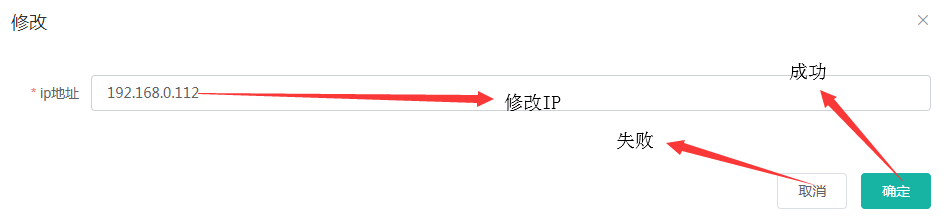 修改
成功
* ip地址 192.168.0.112
修改IP
失败
取消 确定